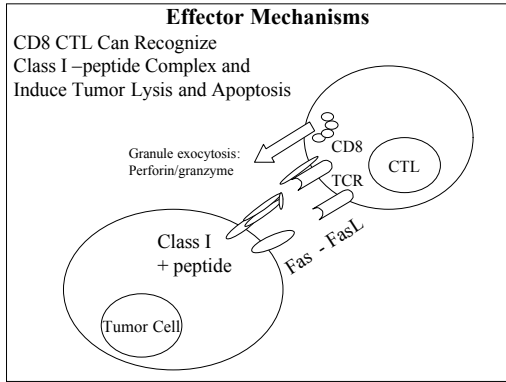 Effector Mechanisms
CD8 CTL Can Recognize
Class I –peptide Complex and
Induce Tumor Lysis and Apoptosis
Granule exocytosis:
Perforin/granzyme
CD8
CTL
TCR
Class I
+ peptide
Fas - FasL
Tumor Cell